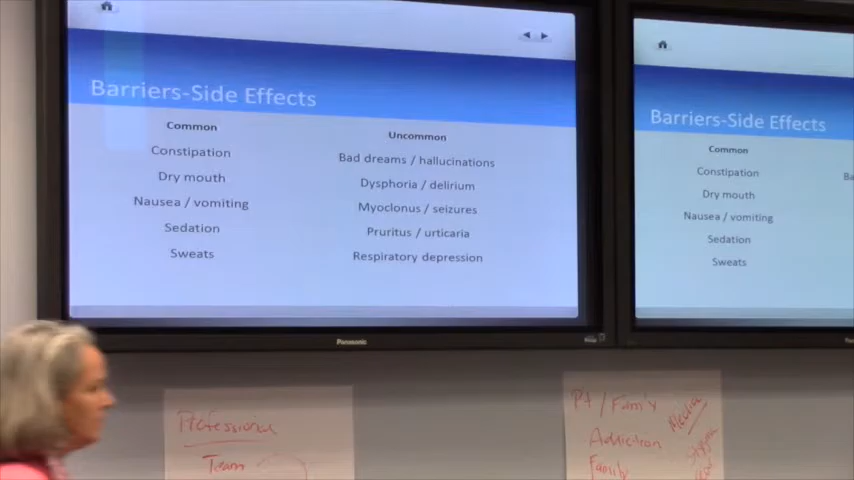 Barriers-Side Effects
Common
Constipation
Dry mouth
Nausea / vomiting
Sedation
Sweats
Uncommon
Bad dreams / hallucinations
Dysphoria / delirium
Myoclonus / seizures
Pruritus / urticaria
Respiratory depression
Panasonic
Barriers-Side Effects
Common
Constipation
Dry mouth
Nausea / vomiting
Sedation
Sweats
Ba
Professional
Team
Pt / Family
Addiction
Family